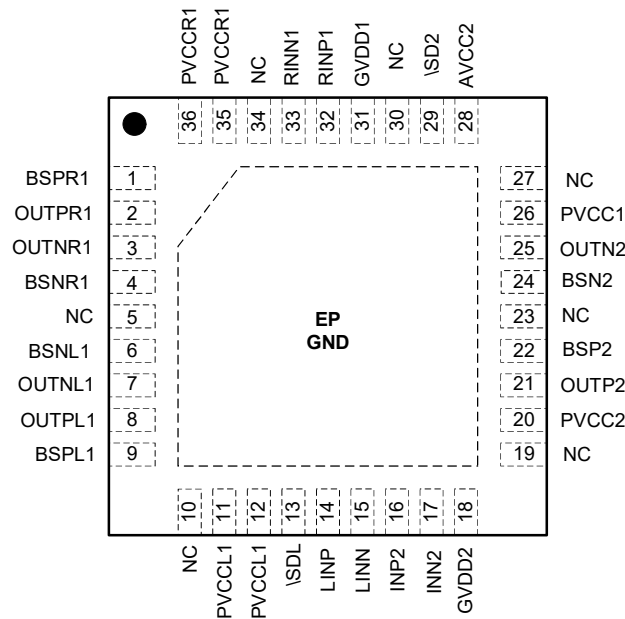 PVCCR1
PVCCR1
NC
RINN1
RINP1
GVDD1
NC
\SD2
AVCC2
36
35
34
33
32
31
30
29
28
BSPR1 1
OUTPR1 2
OUTNR1 3
BSNR1 4
NC 5
BSNL1 6
OUTNL1 7
OUTPL1 8
BSPL1 9
EP
GND
27 NC
26 PVCC1
25 OUTN2
24 BSN2
23 NC
22 BSP2
21 OUTP2
20 PVCC2
19 NC
10
11
12
13
14
15
16
17
18
NC
PVCCL1
PVCCL1
\SDL
LINP
LINN
INP2
INN2
GVDD2